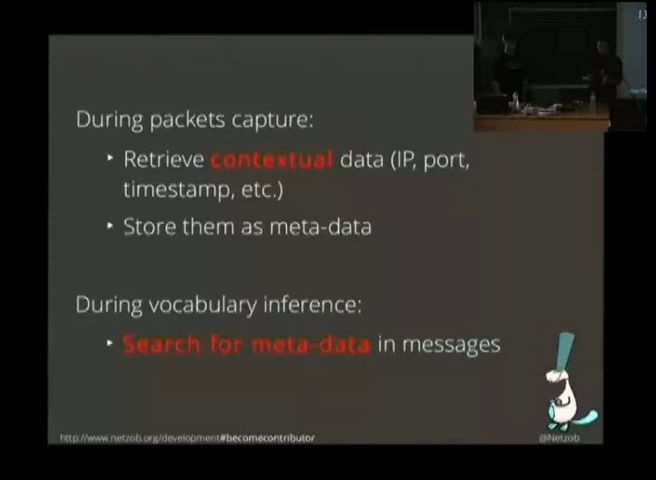 During packets capture:
‣ Retrieve contextual data (IP, port,
timestamp, etc.)
‣ Store them as meta-data
During vocabulary inference:
‣ Search for meta-data in messages
http://www.netzob.org/development#becomecontributor
@Netzob